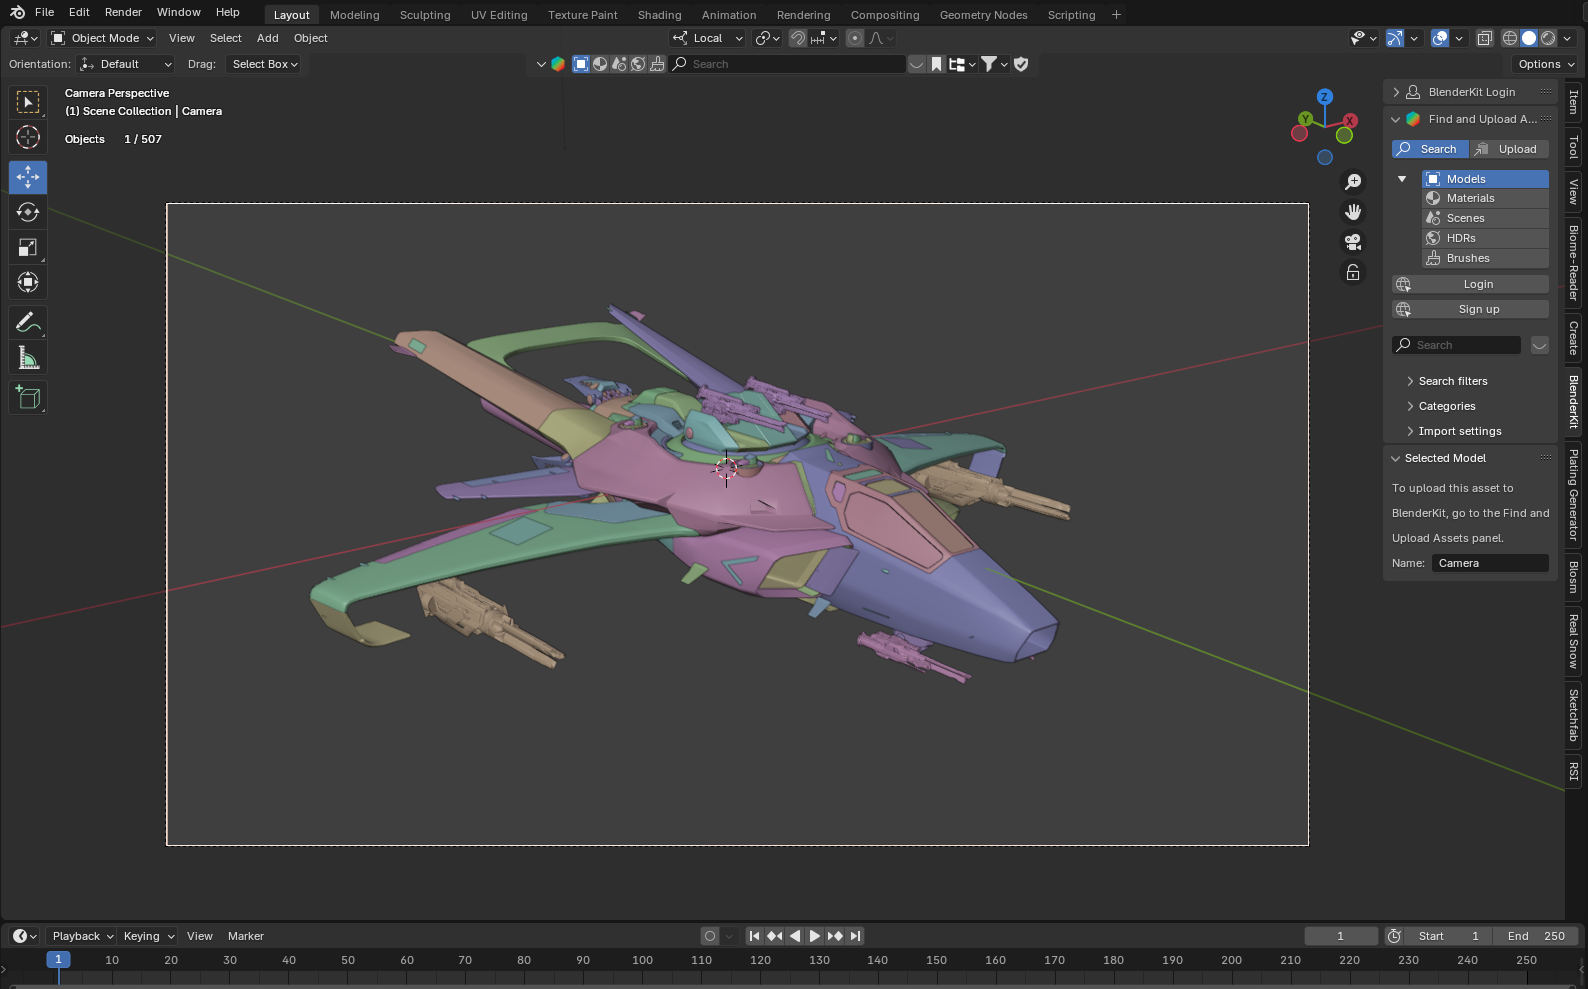 File Edit Render Window Help Layout Modeling Sculpting UV Editing Texture Paint Shading Animation Rendering Compositing Geometry Nodes Scripting +
Object Mode View Select Add Object Local
Orientation: Default Drag: Select Box Search Options
Camera Perspective
(1) Scene Collection | Camera
Objects 1 / 507
Z
Y
X
BlenderKit Login
Find and Upload A...
Search Upload
Models
Materials
Scenes
HDRs
Brushes
Login
Sign up
Search
Search filters
Categories
Import settings
Selected Model
To upload this asset to
BlenderKit, go to the Find and
Upload Assets panel.
Name: Camera
Item
Tool
View
Biome-Reader
Create
BlenderKit
Plating Generator
Blosm
Real Snow
Sketchfab
RSI
Playback Keying View Marker 1 Start 1 End 250
1 10 20 30 40 50 60 70 80 90 100 110 120 130 140 150 160 170 180 190 200 210 220 230 240 250